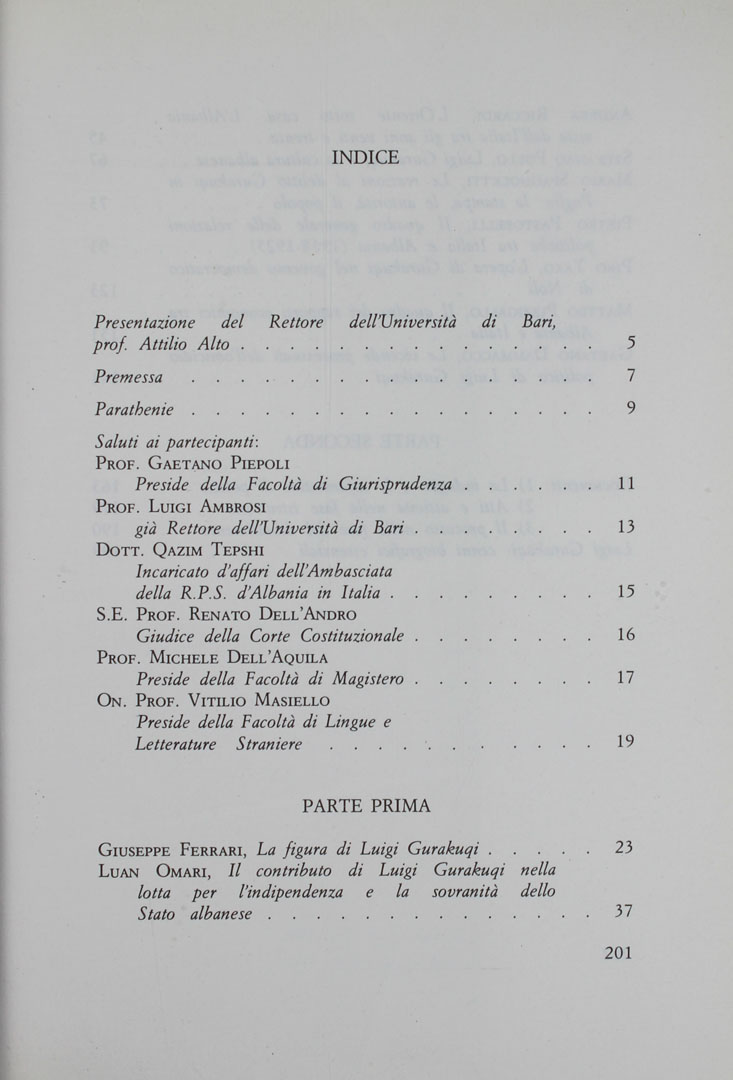 INDICE
Presentazione del Rettore dell'Università di Bari,
prof. Attilio Alto . . . . . . . . . . . 5
Premessa . . . . . . . . . . . . . 7
Parathenie . . . . . . . . . . . . . 9
Saluti ai partecipanti:
PROF. GAETANO PIEPOLI
Preside della Facoltà di Giurisprudenza . . . . . . 11
PROF. LUIGI AMBROSI
già Rettore dell'Università di Bari . . . . . . . . 13
DOTT. QAZIM TEPSHI
Incaricato d'affari dell'Ambasciata
della R.P.S. d'Albania in Italia . . . . . . . . . 15
S.E. PROF. RENATO DELL'ANDRO
Giudice della Corte Costituzionale . . . . . . . . 16
PROF. MICHELE DELL'AQUILA
Preside della Facoltà di Magistero . . . . . . . . 17
ON. PROF. VITILIO MASIELLO
Preside della Facoltà di Lingue e
Letterature Straniere . . . . . . . . . . . 19
PARTE PRIMA
GIUSEPPE FERRARI, La figura di Luigi Gurakuqi . . . . . 23
LUAN OMARI, Il contributo di Luigi Gurakuqi nella
lotta per l'indipendenza e la sovranità dello
Stato albanese . . . . . . . . . . . . . . 37
201